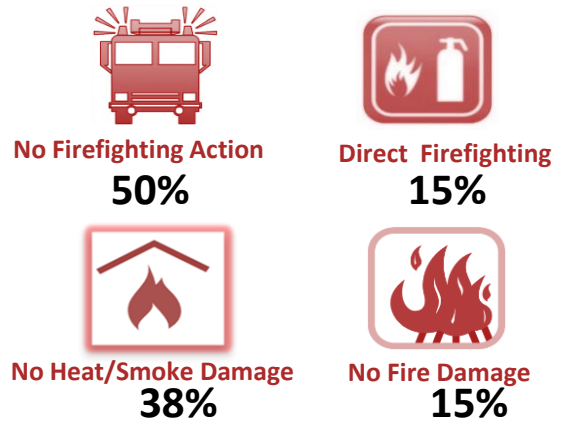 No Firefighting Action
50%
Direct Firefighting
15%
No Heat/Smoke Damage
38%
No Fire Damage
15%